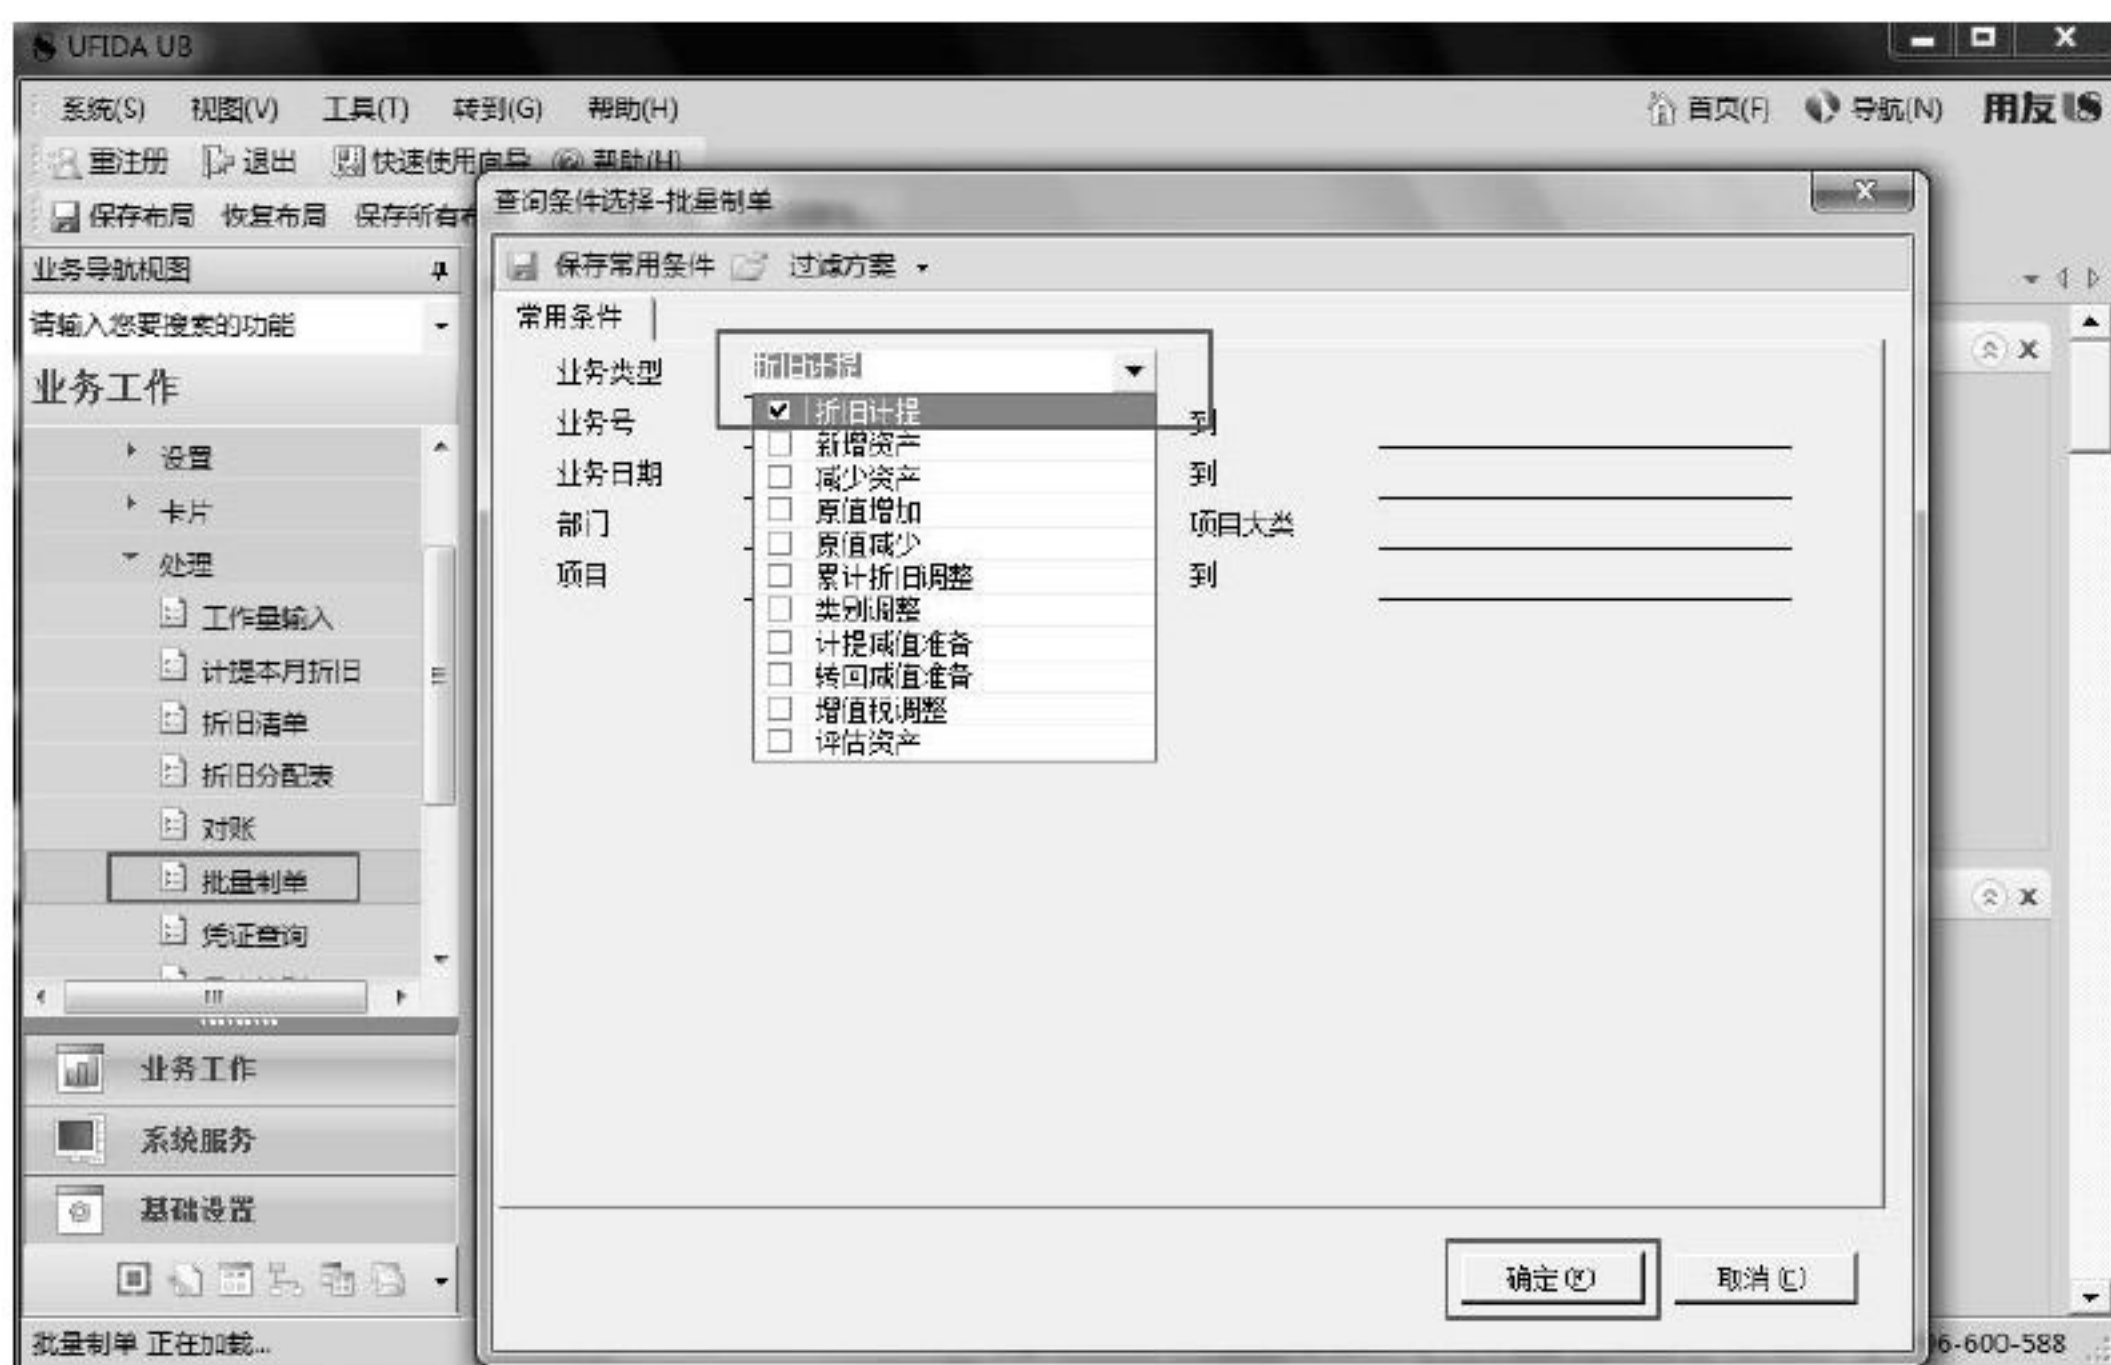 UFIDA U8
系统(S) 视图(V) 工具(T) 转到(G) 帮助(H) 首页(F) 导航(N) 用友U8
重注册 退出 快速使用向导 帮助(H)
保存布局 恢复布局 保存所有
业务导航视图
请输入您要搜索的功能
业务工作
设置
卡片
处理
工作量输入
计提本月折旧
折旧清单
折旧分配表
对账
批量制单
凭证查询
业务工作
系统服务
基础设置
批量制单 正在加载...
查询条件选择-批量制单
保存常用条件 过滤方案
常用条件
业务类型 折旧计提
业务号 到
业务日期 到
部门 项目大类
项目 到
折旧计提
新增资产
减少资产
原值增加
原值减少
累计折旧调整
类别调整
计提减值准备
转回减值准备
增值税调整
评估资产
确定(F) 取消(C)
6-600-588